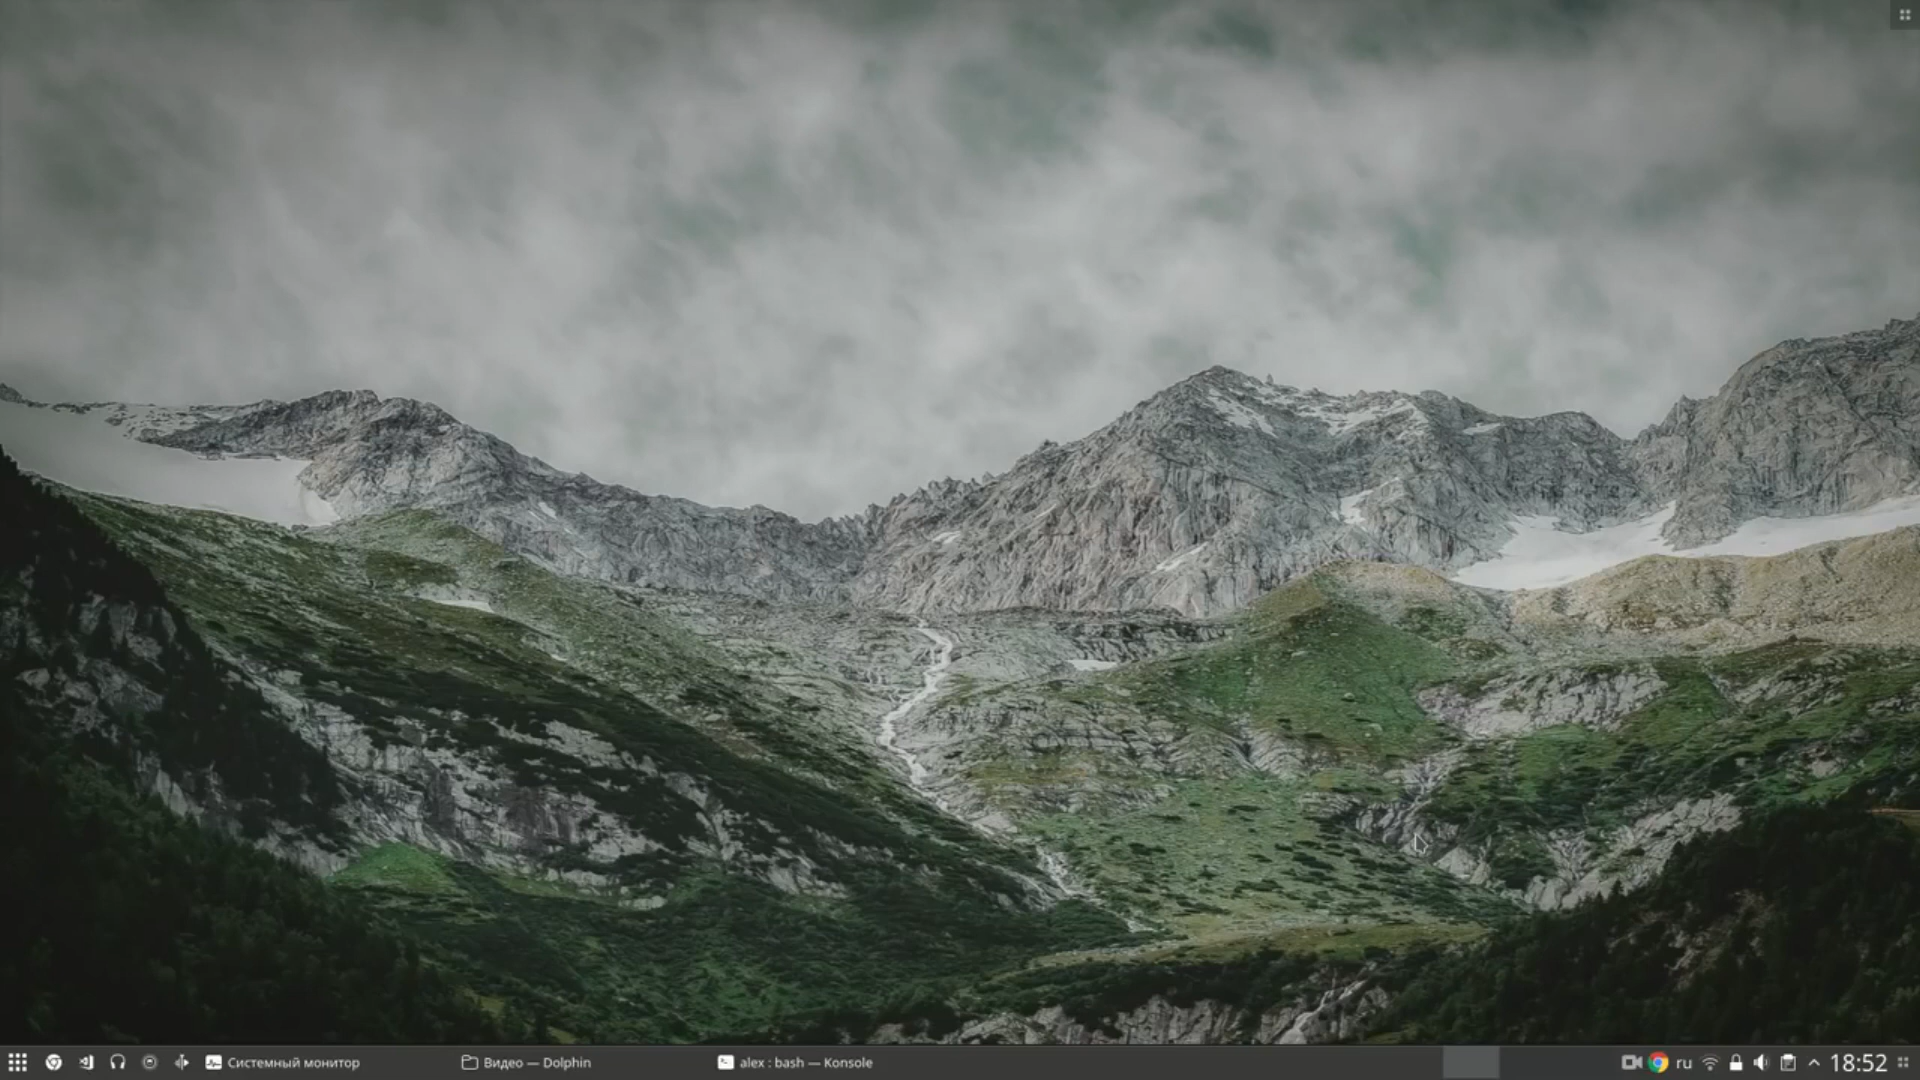 Системный монитор Видео — Dolphin alex : bash — Konsole ru 18:52